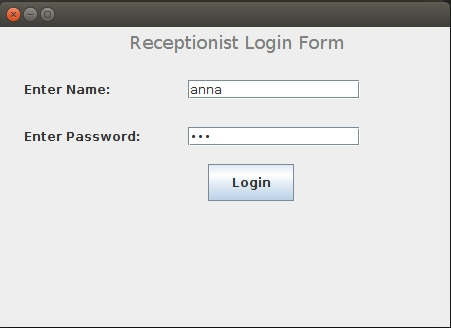 Receptionist Login Form
Enter Name: anna
Enter Password: •••
Login